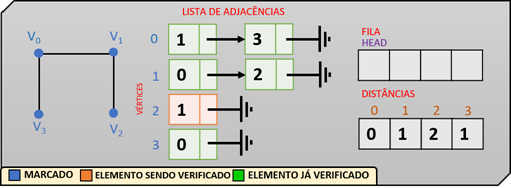 LISTA DE ADJACÊNCIAS
V0 V1
V3 V2
VÉRTICES
0 1 3
1 0 2
2 1
3 0
FILA
HEAD
DISTÂNCIAS
0 1 2 3
0 1 2 1
MARCADO ELEMENTO SENDO VERIFICADO ELEMENTO JÁ VERIFICADO